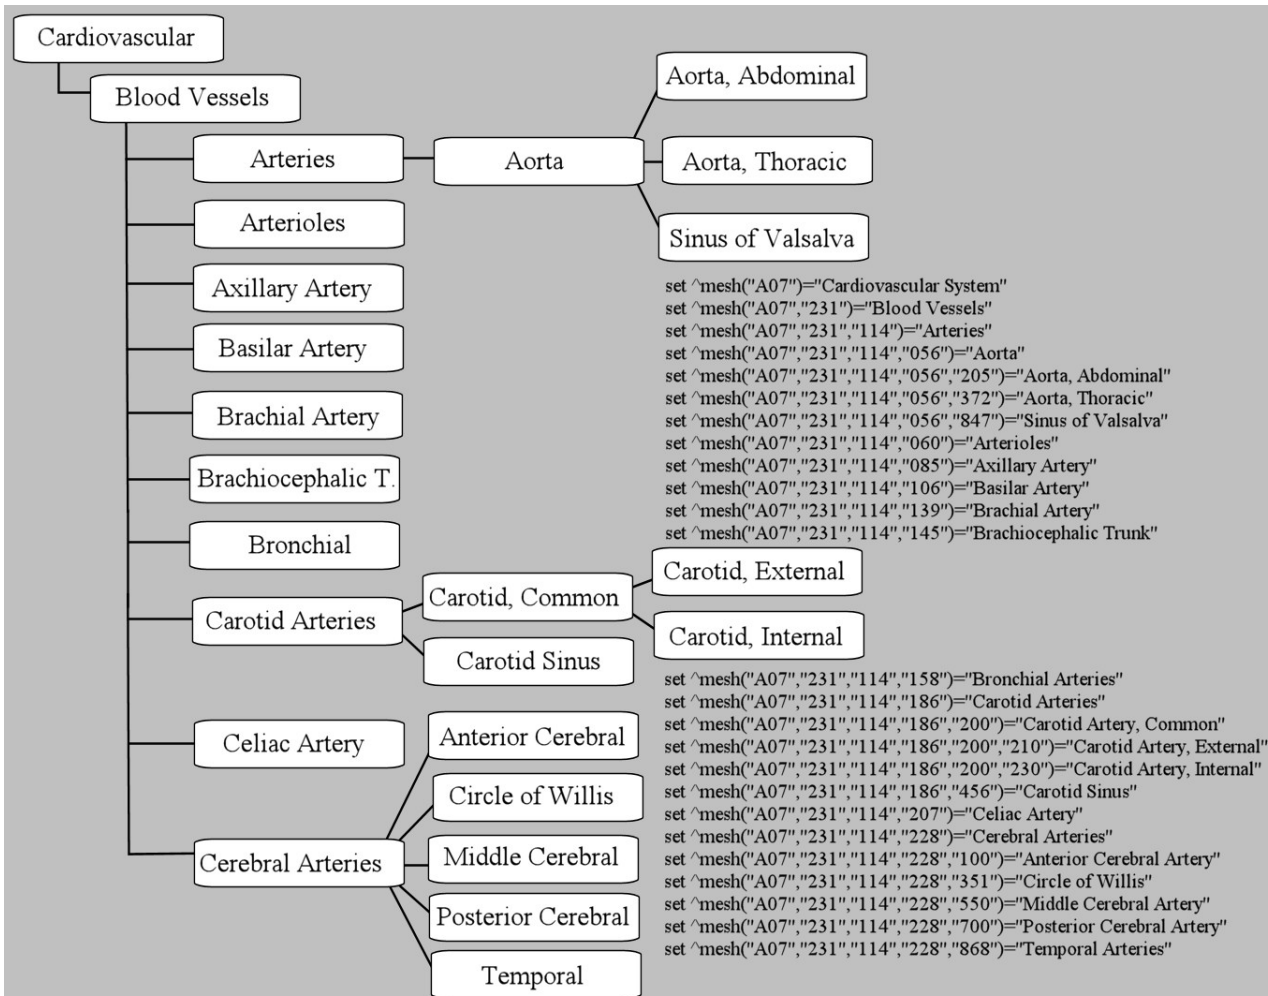 Cardiovascular
Blood Vessels
Arteries
Aorta
Aorta, Abdominal
Aorta, Thoracic
Sinus of Valsalva
Arterioles
Axillary Artery
Basilar Artery
Brachial Artery
Brachiocephalic T.
Bronchial
set ^mesh("A07")="Cardiovascular System"
set ^mesh("A07","231")="Blood Vessels"
set ^mesh("A07","231","114")="Arteries"
set ^mesh("A07","231","114","056")="Aorta"
set ^mesh("A07","231","114","056","205")="Aorta, Abdominal"
set ^mesh("A07","231","114","056","372")="Aorta, Thoracic"
set ^mesh("A07","231","114","056","847")="Sinus of Valsalva"
set ^mesh("A07","231","114","060")="Arterioles"
set ^mesh("A07","231","114","085")="Axillary Artery"
set ^mesh("A07","231","114","106")="Basilar Artery"
set ^mesh("A07","231","114","139")="Brachial Artery"
set ^mesh("A07","231","114","145")="Brachiocephalic Trunk"
Carotid Arteries
Carotid, Common
Carotid, External
Carotid, Internal
Carotid Sinus
Celiac Artery
Cerebral Arteries
Anterior Cerebral
Circle of Willis
Middle Cerebral
Posterior Cerebral
Temporal
set ^mesh("A07","231","114","158")="Bronchial Arteries"
set ^mesh("A07","231","114","186")="Carotid Arteries"
set ^mesh("A07","231","114","186","200")="Carotid Artery, Common"
set ^mesh("A07","231","114","186","200","210")="Carotid Artery, External"
set ^mesh("A07","231","114","186","200","230")="Carotid Artery, Internal"
set ^mesh("A07","231","114","186","456")="Carotid Sinus"
set ^mesh("A07","231","114","207")="Celiac Artery"
set ^mesh("A07","231","114","228")="Cerebral Arteries"
set ^mesh("A07","231","114","228","100")="Anterior Cerebral Artery"
set ^mesh("A07","231","114","228","351")="Circle of Willis"
set ^mesh("A07","231","114","228","550")="Middle Cerebral Artery"
set ^mesh("A07","231","114","228","700")="Posterior Cerebral Artery"
set ^mesh("A07","231","114","228","868")="Temporal Arteries"